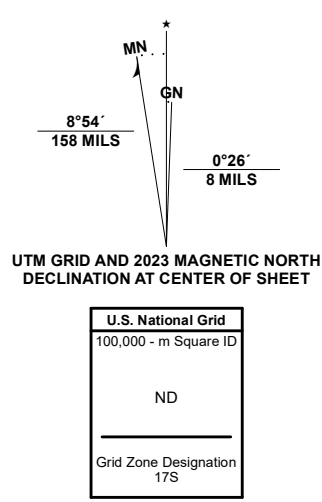 ★
MN
GN
8°54´
158 MILS
0°26´
8 MILS
UTM GRID AND 2023 MAGNETIC NORTH
DECLINATION AT CENTER OF SHEET
U.S. National Grid
100,000 - m Square ID
ND
Grid Zone Designation
17S